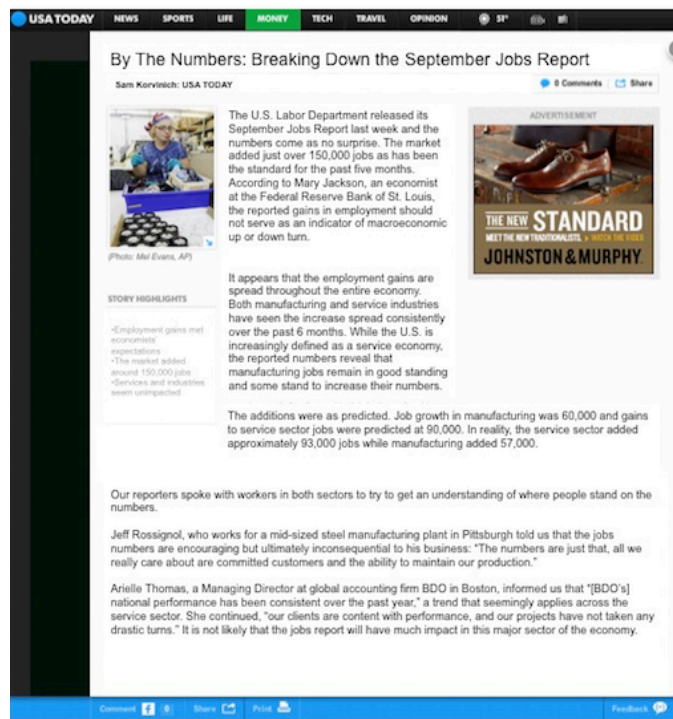 USA TODAY NEWS SPORTS LIFE MONEY TECH TRAVEL OPINION 51°
By The Numbers: Breaking Down the September Jobs Report
Sam Korvinich: USA TODAY
0 Comments Share
The U.S. Labor Department released its
September Jobs Report last week and the
numbers come as no surprise. The market
added just over 150,000 jobs as has been
the standard for the past five months.
According to Mary Jackson, an economist
at the Federal Reserve Bank of St. Louis,
the reported gains in employment should
not serve as an indicator of macroeconomic
up or down turn.
(Photo: Mel Evans, AP)
ADVERTISEMENT
THE NEW STANDARD
MEET THE NEW TRADITIONALISTS. WATCH THE VIDEO
JOHNSTON & MURPHY
STORY HIGHLIGHTS
•Employment gains met
economists'
expectations
•The market added
around 150,000 jobs
•Services and industries
seem unimpacted
It appears that the employment gains are
spread throughout the entire economy.
Both manufacturing and service industries
have seen the increase spread consistently
over the past 6 months. While the U.S. is
increasingly defined as a service economy,
the reported numbers reveal that
manufacturing jobs remain in good standing
and some stand to increase their numbers.
The additions were as predicted. Job growth in manufacturing was 60,000 and gains
to service sector jobs were predicted at 90,000. In reality, the service sector added
approximately 93,000 jobs while manufacturing added 57,000.
Our reporters spoke with workers in both sectors to try to get an understanding of where people stand on the
numbers.
Jeff Rossignol, who works for a mid-sized steel manufacturing plant in Pittsburgh told us that the jobs
numbers are encouraging but ultimately inconsequential to his business: “The numbers are just that, all we
really care about are committed customers and the ability to maintain our production.”
Arielle Thomas, a Managing Director at global accounting firm BDO in Boston, informed us that “[BDO's]
national performance has been consistent over the past year,” a trend that seemingly applies across the
service sector. She continued, “our clients are content with performance, and our projects have not taken any
drastic turns.” It is not likely that the jobs report will have much impact in this major sector of the economy.
Comment 0 Share Print Feedback